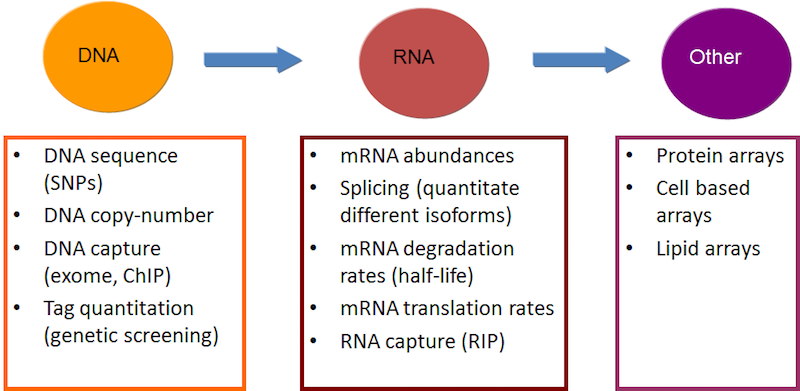 DNA
RNA
Other
• DNA sequence
(SNPs)
• DNA copy-number
• DNA capture
(exome, ChIP)
• Tag quantitation
(genetic screening)
• mRNA abundances
• Splicing (quantitate
different isoforms)
• mRNA degradation
rates (half-life)
• mRNA translation rates
• RNA capture (RIP)
• Protein arrays
• Cell based
arrays
• Lipid arrays